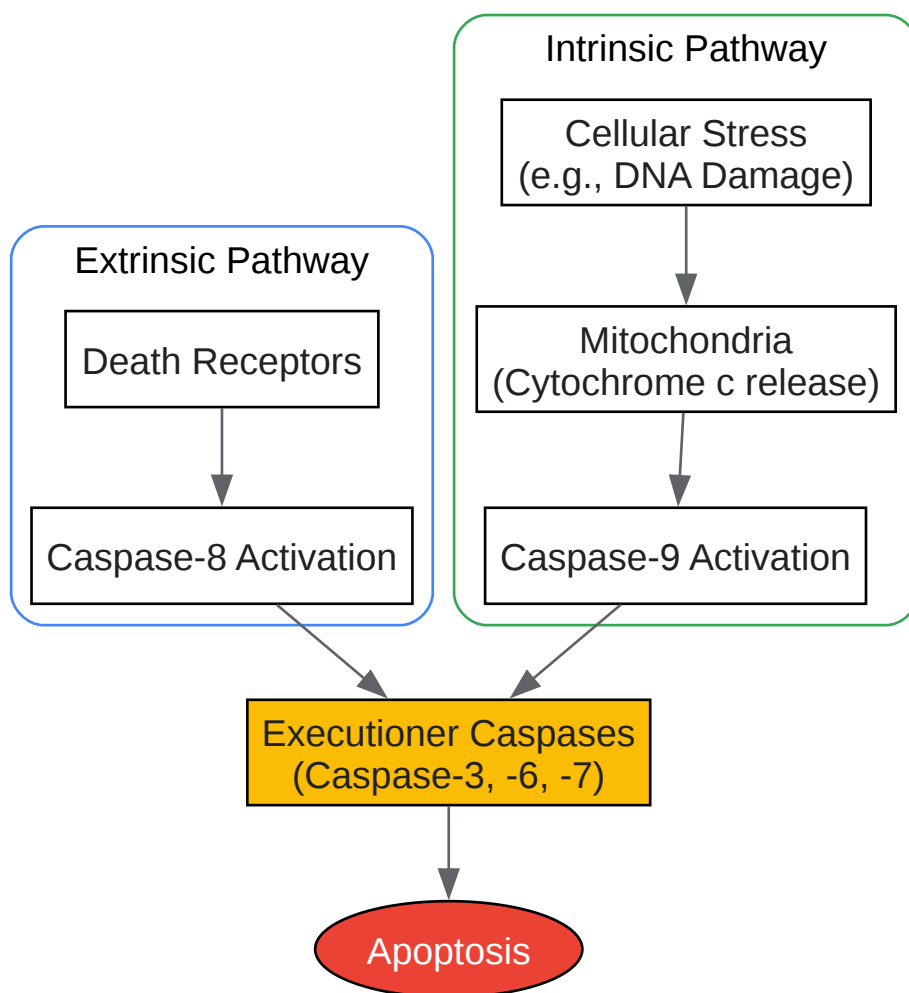 Intrinsic Pathway
Cellular Stress
(e.g., DNA Damage)
Extrinsic Pathway
Death Receptors
Mitochondria
(Cytochrome c release)
Caspase-8 Activation
Caspase-9 Activation
Executioner Caspases
(Caspase-3, -6, -7)
Apoptosis